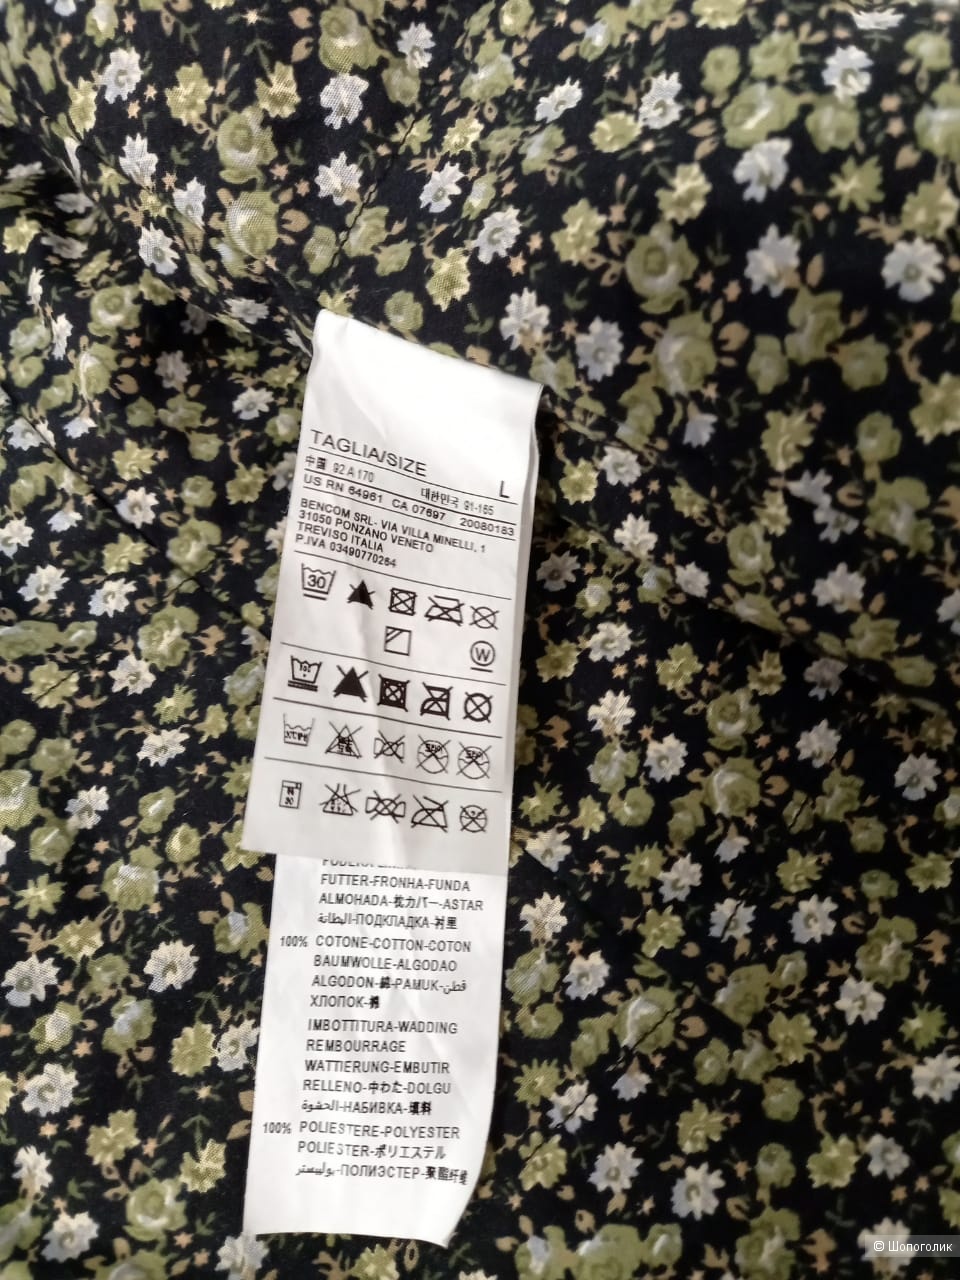 TAGLIA/SIZE
L
中国 92 A 170 대한민국 91-165
US RN 64961 CA 07697 20080183
BENCOM SRL- VIA VILLA MINELLI, 1
31050 PONZANO VENETO
TREVISO ITALIA
P.IVA 03490770264
30
W
FUTTER-FRONHA-FUNDA
ALMOHADA-枕カバー-ASTAR
البطانة-ПОДКЛАДКА-衬里
100% COTONE-COTTON-COTON
BAUMWOLLE-ALGODAO
ALGODON-綿-PAMUK-قطن
ХЛОПОК-棉
IMBOTTITURA-WADDING
REMBOURRAGE
WATTIERUNG-EMBUTIR
RELLENO-中わた-DOLGU
الحشوة-НАБИВКА-填料
100% POLIESTERE-POLYESTER
POLIESTER-ポリエステル
بوليستر-ПОЛИЭСТЕР-聚酯纤维
© Шопоголик